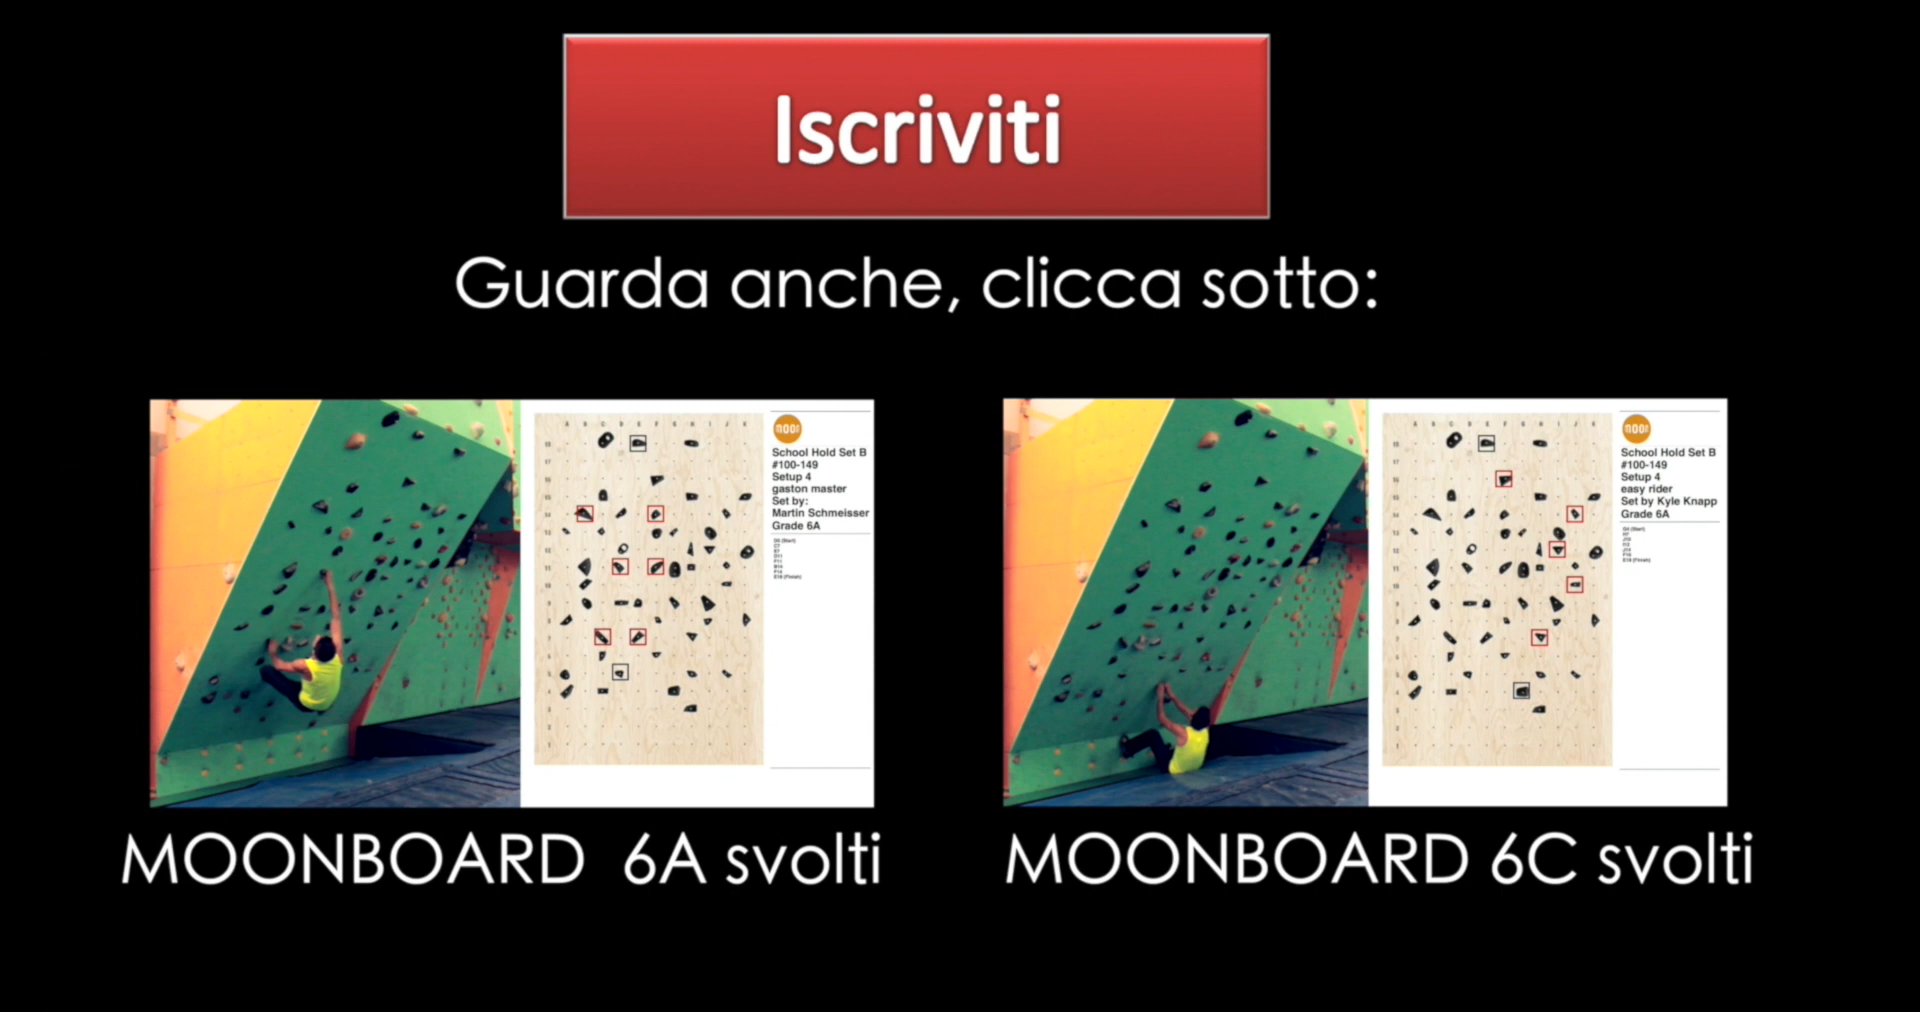 Iscriviti
Guarda anche, clicca sotto:
moon
School Hold Set B
#100-149
Setup 4
gaston master
Set by:
Martin Schmeisser
Grade 6A
moon
School Hold Set B
#100-149
Setup 4
easy rider
Set by Kyle Knapp
Grade 6A
MOONBOARD 6A svolti
MOONBOARD 6C svolti